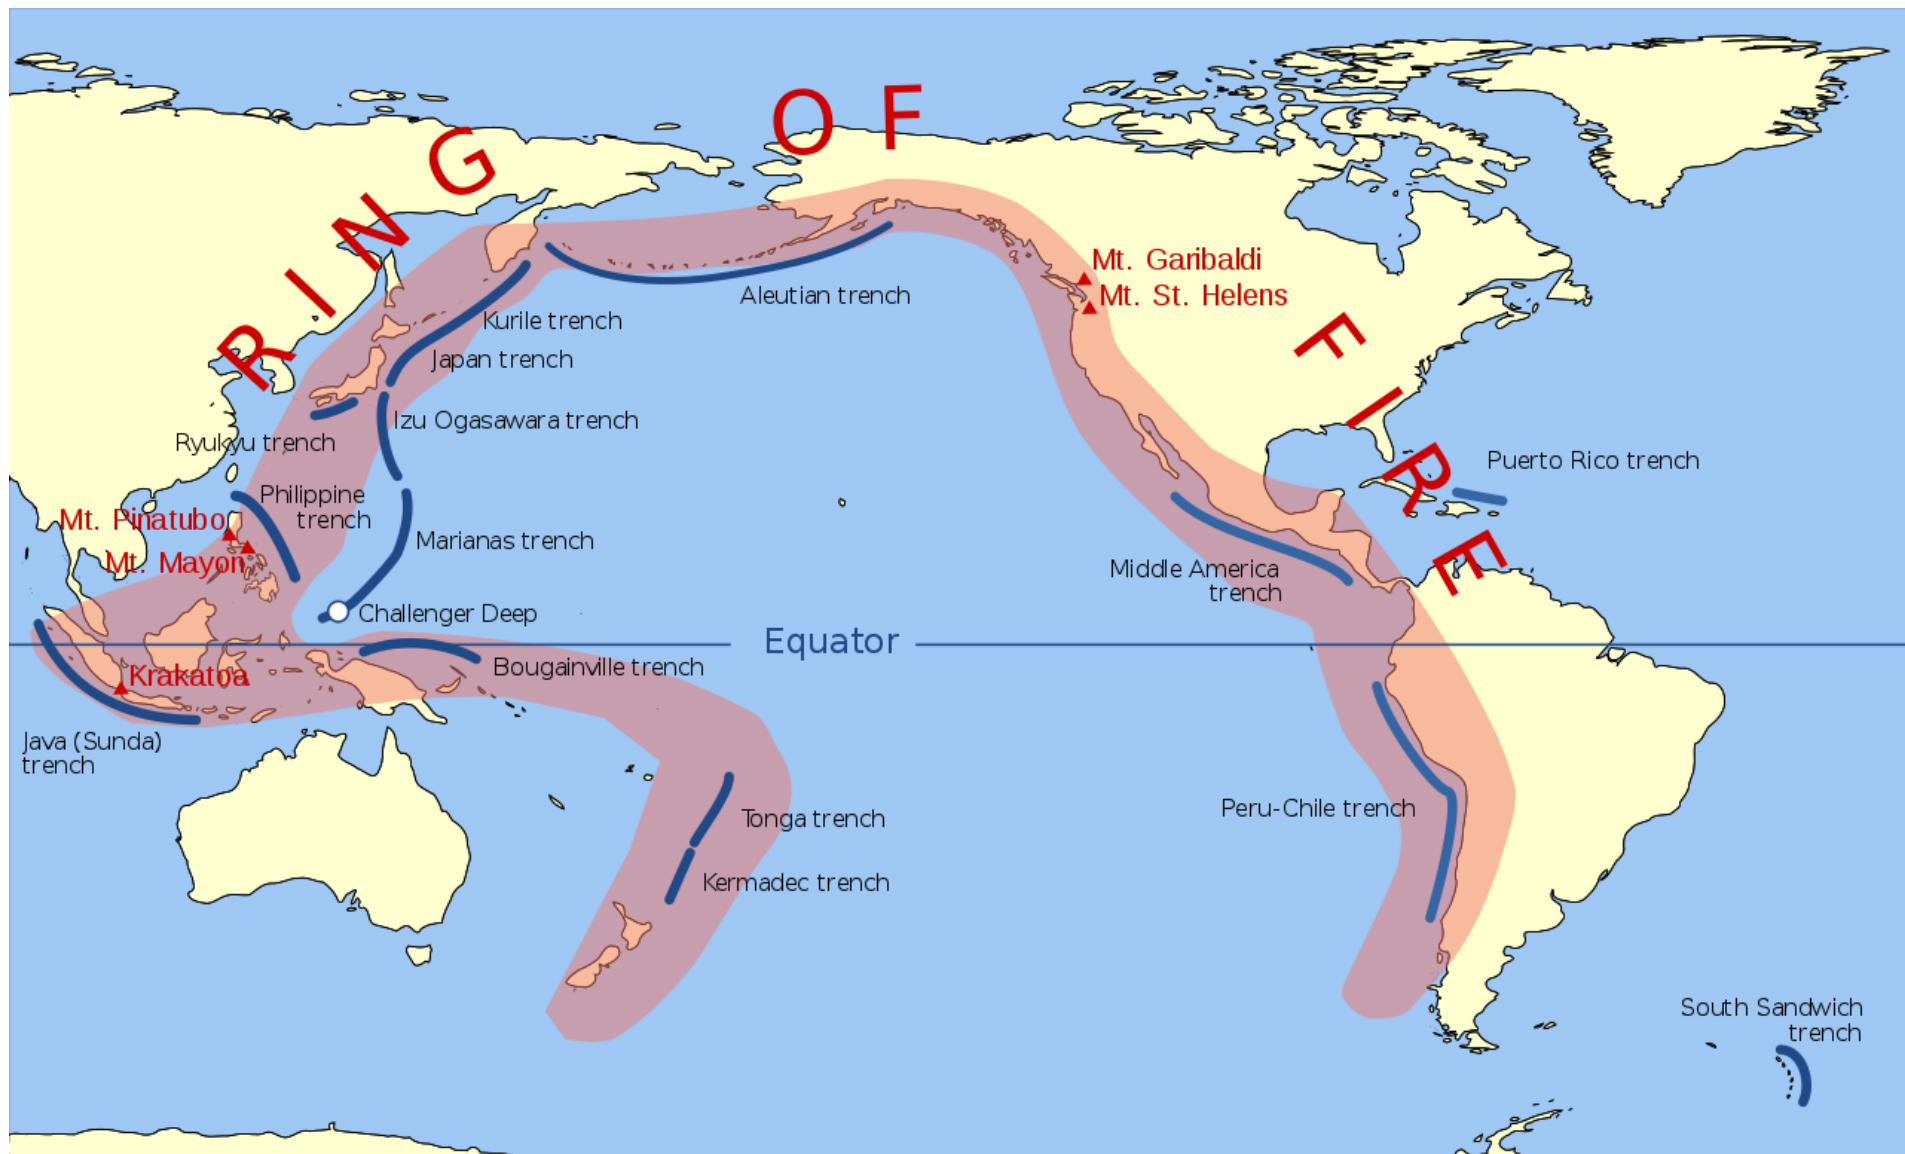 RING OF FIRE
Mt. Garibaldi
Mt. St. Helens
Aleutian trench
Kurile trench
Japan trench
Izu Ogasawara trench
Ryukyu trench
Puerto Rico trench
Philippine
trench
Mt. Pinatubo
Marianas trench
Mt. Mayon
Middle America
trench
Challenger Deep
Equator
Bougainville trench
Krakatoa
Java (Sunda)
trench
Peru-Chile trench
Tonga trench
Kermadec trench
South Sandwich
trench